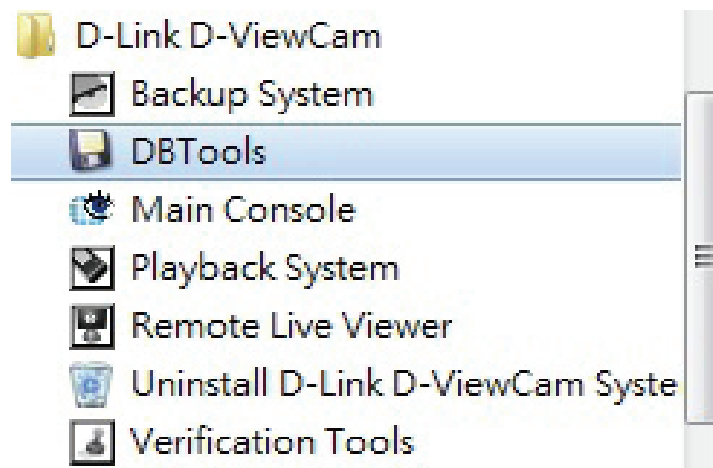 D-Link D-ViewCam
Backup System
DBTools
Main Console
Playback System
Remote Live Viewer
Uninstall D-Link D-ViewCam Syste
Verification Tools